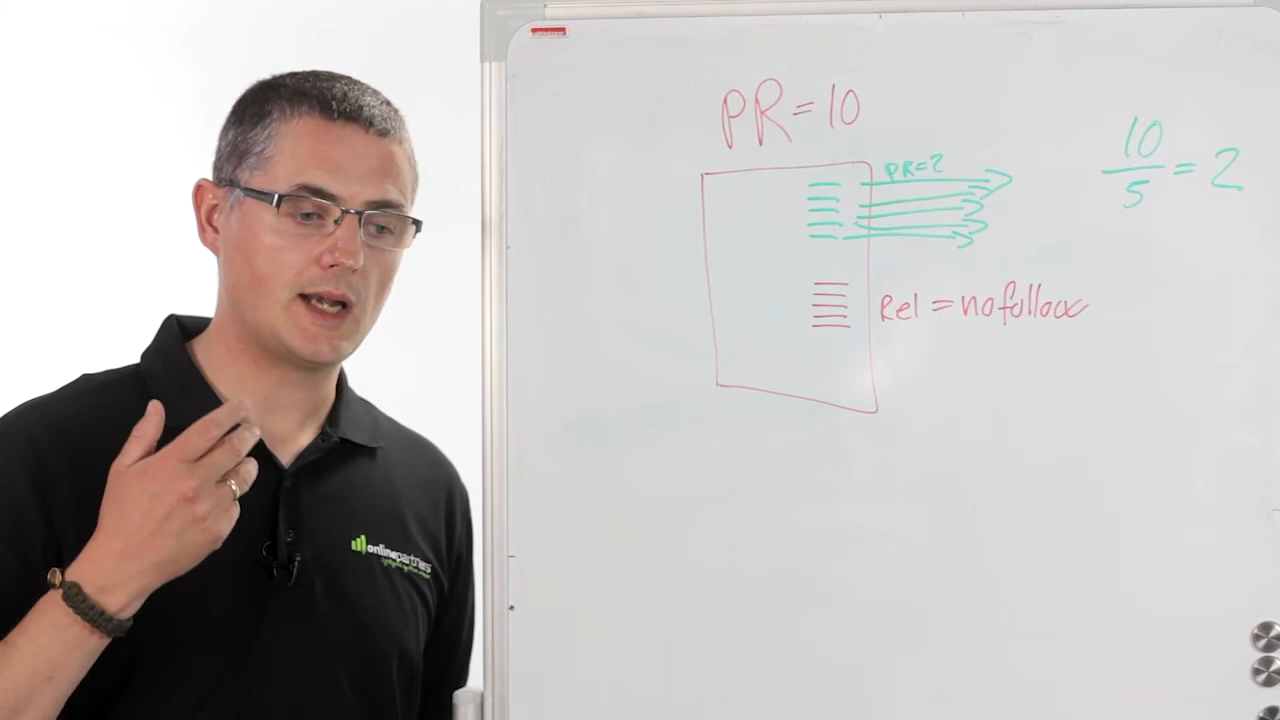 PR=10
PR=2
10
5
=2
Rel = nofollow
onlinepartners